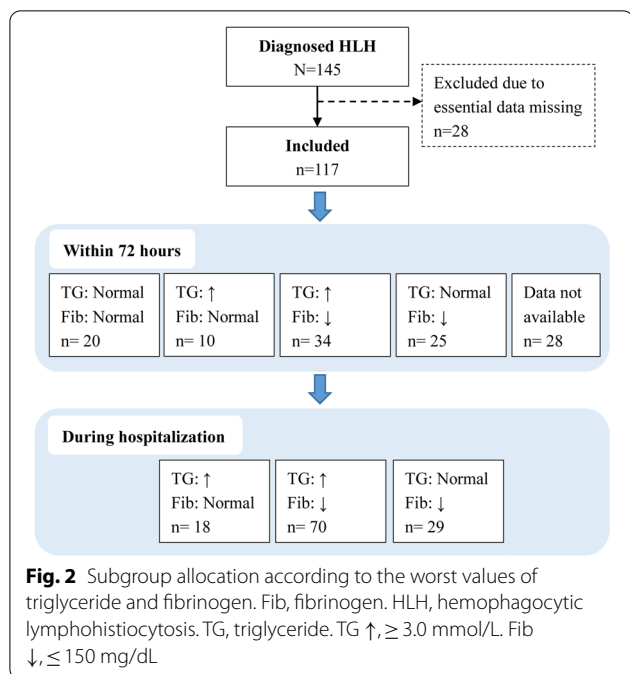 Diagnosed HLH
N=145
Excluded due to
essential data missing
n=28
Included
n=117
Within 72 hours
TG: Normal
Fib: Normal
n= 20
TG: ↑
Fib: Normal
n= 10
TG: ↑
Fib: ↓
n= 34
TG: Normal
Fib: ↓
n= 25
Data not
available
n= 28
During hospitalization
TG: ↑
Fib: Normal
n= 18
TG: ↑
Fib: ↓
n= 70
TG: Normal
Fib: ↓
n= 29
Fig. 2 Subgroup allocation according to the worst values of
triglyceride and fibrinogen. Fib, fibrinogen. HLH, hemophagocytic
lymphohistiocytosis. TG, triglyceride. TG ↑, ≥ 3.0 mmol/L. Fib
↓, ≤ 150 mg/dL